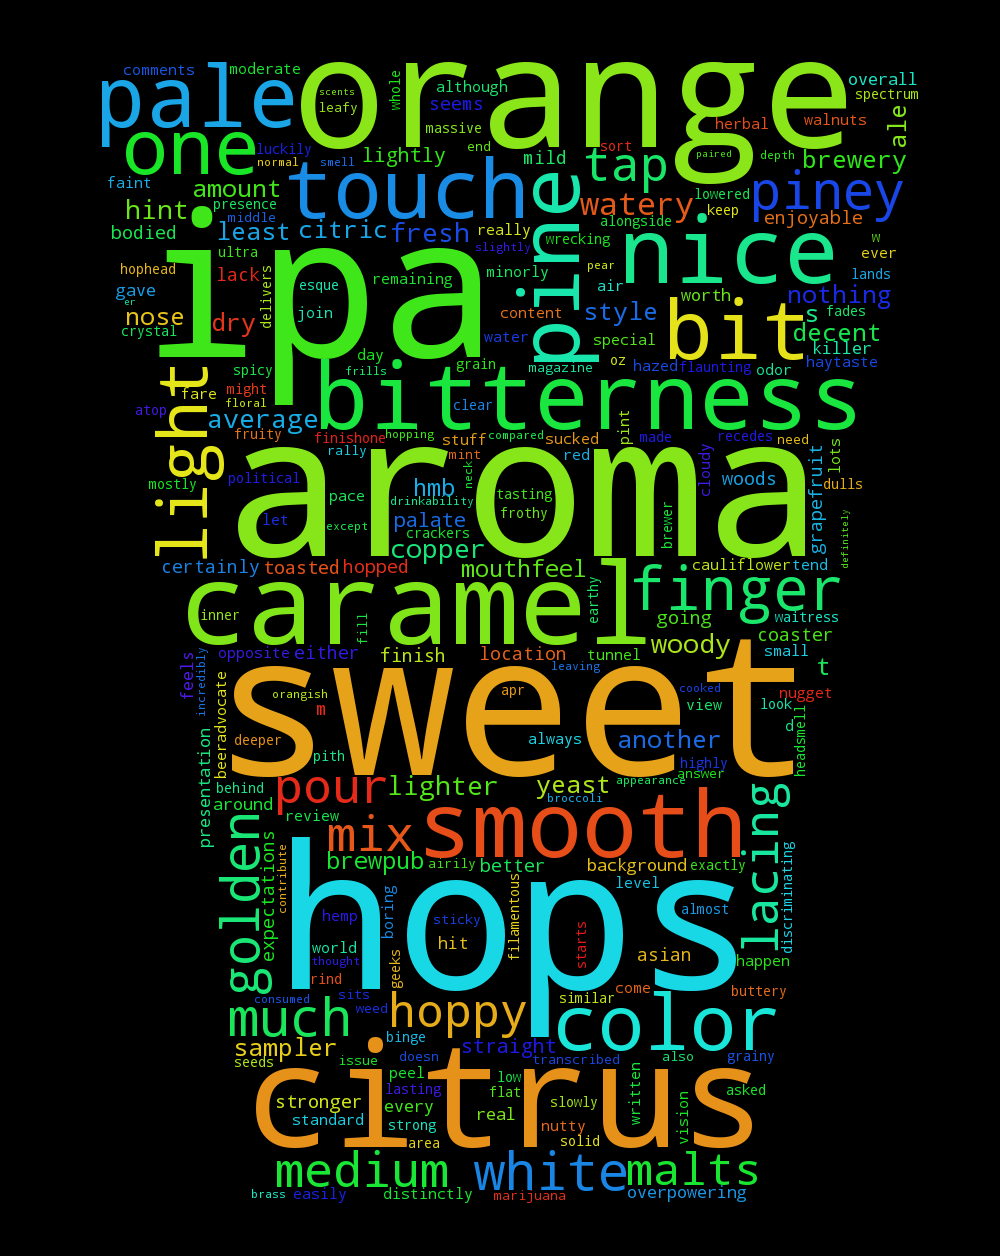 comments
moderate
pale
orange
although
overall
spectrum
scents
leafy
whole
seems
massive
herbal
walnuts
ale
one
luckily
normal
smell
lightly
end
mild
sort
tap
paired
depth
brewery
faint
amount
touch
pine
watery
lowered
keep
piney
enjoyable
hint
presence
middle
bodied
least
citric
fresh
really
slightly
wrecking
alongside
nice
w
ever
ultra
hophead
gave
er
crystal
nose
lack
dry
delivers
ipa
esque
join
remaining
minorly
pear
air
content
style
worth
lands
nothing
fades
s
decent
killer
water
special
bit
day
frills
grain
magazine
oz
hazed
flaunting
odor
haytaste
spicy
fare
might
floral
atop
light
average
bitterness
clear
fruity
finishone
hopping
rally
stuff
compared
mint
sucked
red
pint
made
recedes
need
cloudy
lots
mostly
political
let
aroma
pace
except
hmb
drinkability
neck
palate
crackers
copper
tasting
frothy
brewer
woods
grapefruit
dulls
definitely
certainly
toasted
hopped
mouthfeel
cauliflower
tend
caramel
finger
inner
fill
earthy
going
waitress
coaster
woody
small
t
feels
incredibly
opposite
either
finish
location
tunnel
leaving
sweet
orangish
m
apr
cooked
view
nugget
look
d
beeradvocate
deeper
pith
always
another
highly
headsmell
presentation
behind
around
pour
lighter
yeast
appearance
answer
broccoli
review
mix
smooth
lacing
golden
expectations
contribute
brewpub
airily
better
background
exactly
discriminating
level
hemp
boring
hops
sticky
hit
filamentous
starts
almost
asian
world
thought
rind
geeks
happen
consumed
sits
weed
similar
come
buttery
much
hoppy
color
binge
sampler
seeds
issue
doesn
straight
transcribed
also
grainy
citrus
peel
lasting
low
flat
asked
stronger
every
real
slowly
written
vision
standard
strong
area
nutty
solid
medium
white
malts
brass
easily
distinctly
marijuana
overpowering